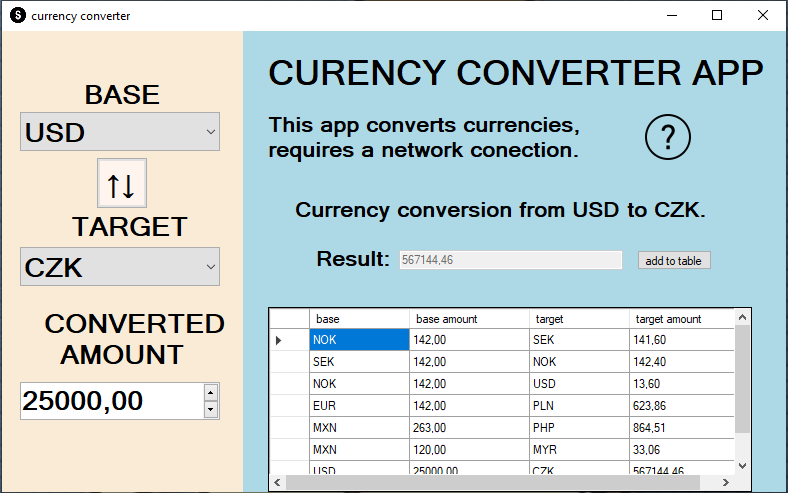 currency converter
BASE
USD
↑↓
TARGET
CZK
CONVERTED
AMOUNT
25000,00
CURENCY CONVERTER APP
This app converts currencies,
requires a network conection.
?
Currency conversion from USD to CZK.
Result: 567144,46 add to table
base base amount target target amount
NOK 142,00 SEK 141,60
SEK 142,00 NOK 142,40
NOK 142,00 USD 13,60
EUR 142,00 PLN 623,86
MXN 263,00 PHP 864,51
MXN 120,00 MYR 33,06
USD 25000,00 CZK 567144,46